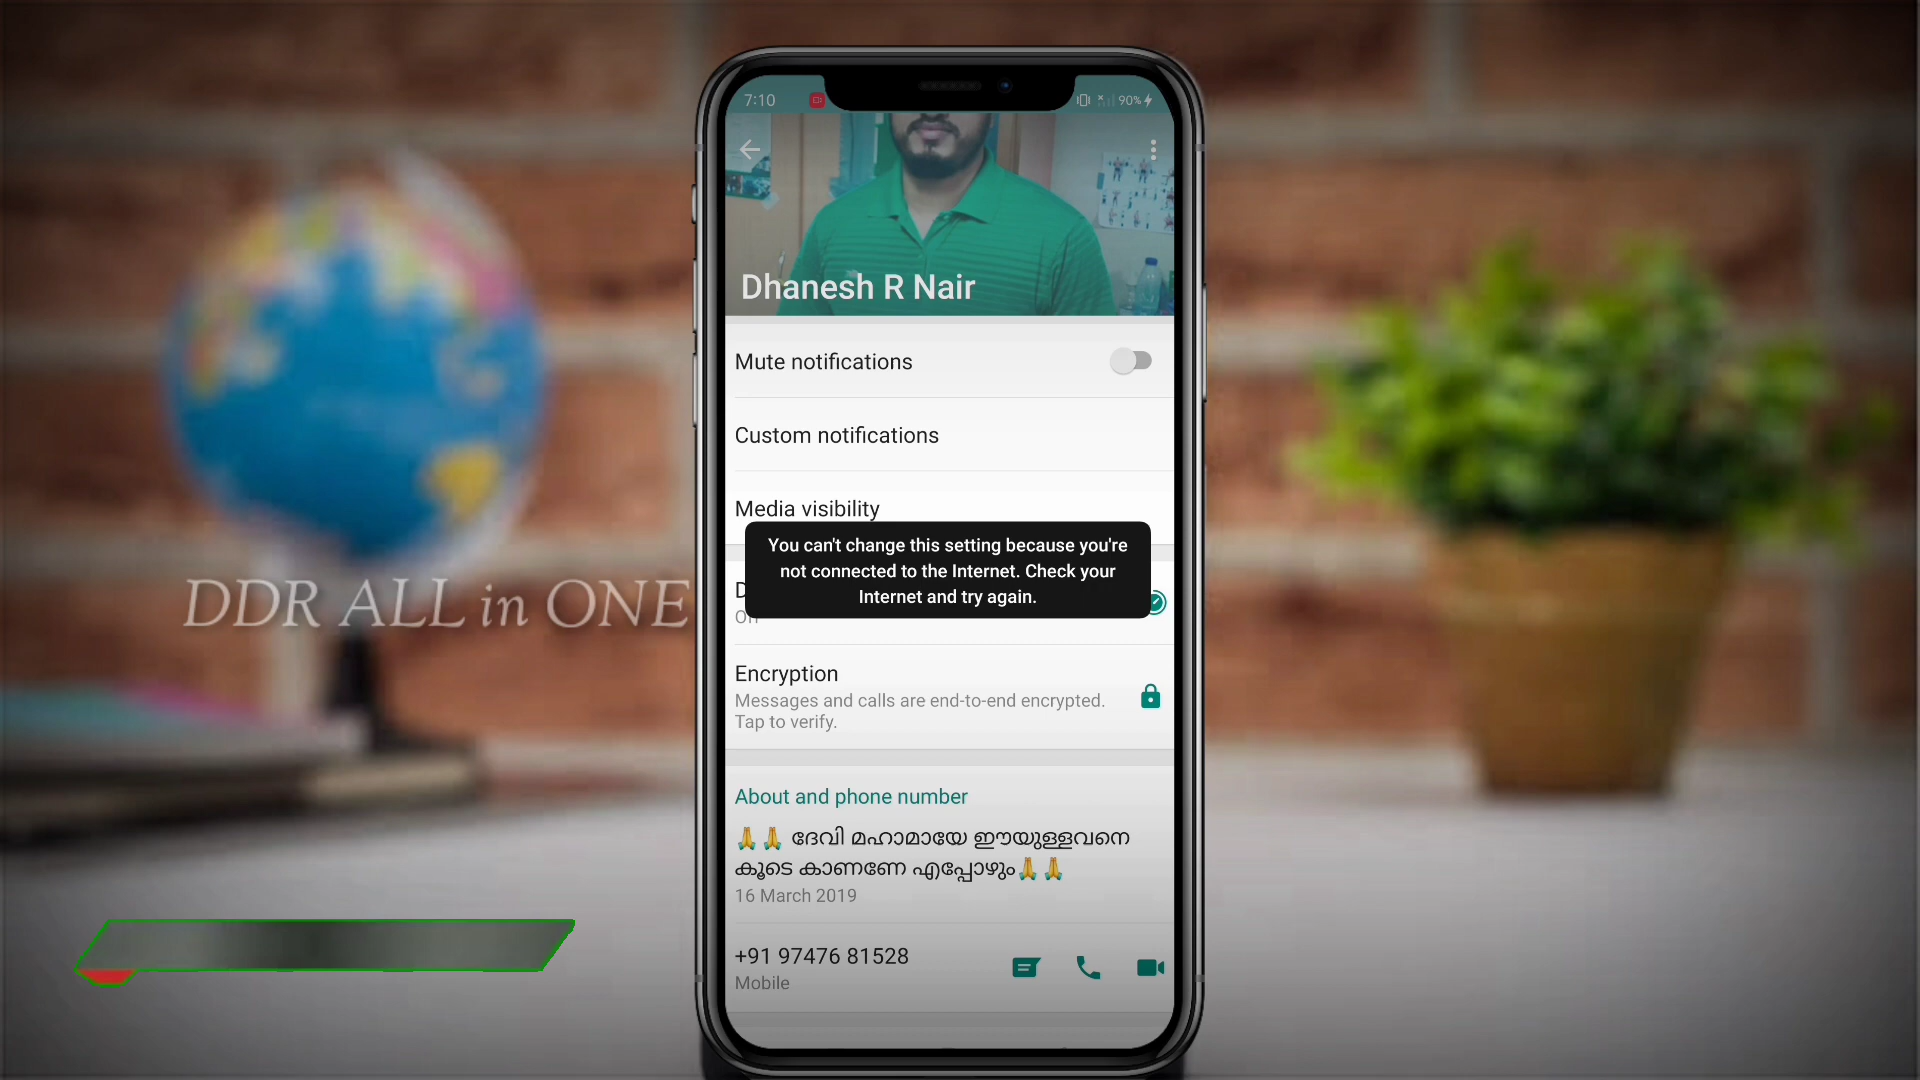 7:10
90%
Dhanesh R Nair
Mute notifications
Custom notifications
Media visibility
You can't change this setting because you're
not connected to the Internet. Check your
Internet and try again.
Encryption
Messages and calls are end-to-end encrypted.
Tap to verify.
About and phone number
🙏🙏 ദേവി മഹാമായേ ഈയുള്ളവനെ
കൂടെ കാണണേ എപ്പോഴും🙏🙏
16 March 2019
+91 97476 81528
Mobile
DDR ALL in ONE